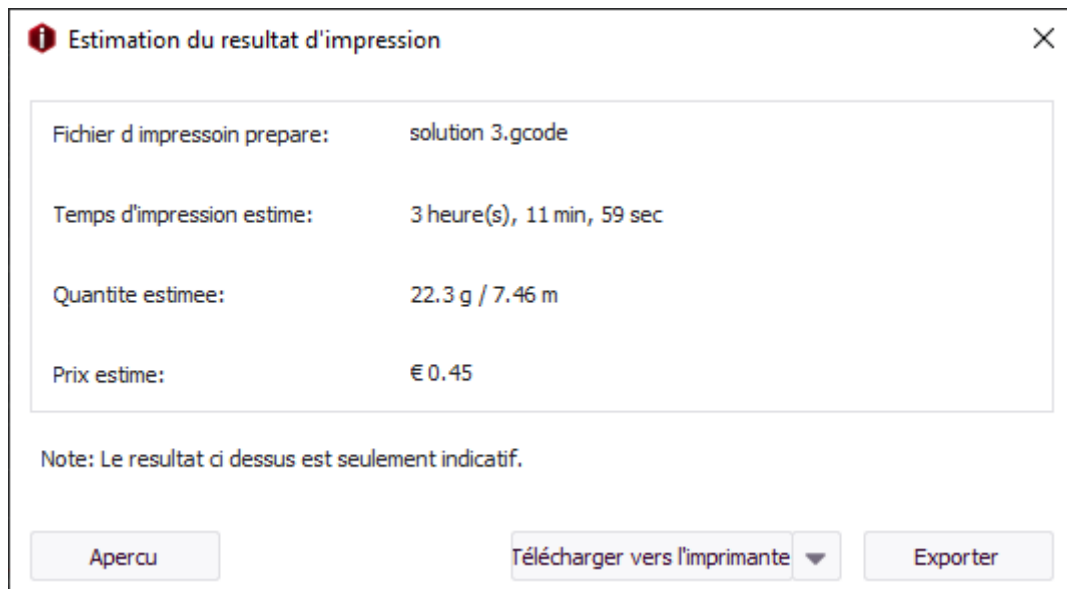 Estimation du resultat d'impression
Fichier d impressoin prepare: solution 3.gcode
Temps d'impression estime: 3 heure(s), 11 min, 59 sec
Quantite estimee: 22.3 g / 7.46 m
Prix estime: € 0.45
Note: Le resultat ci dessus est seulement indicatif.
Apercu Télécharger vers l'imprimante Exporter